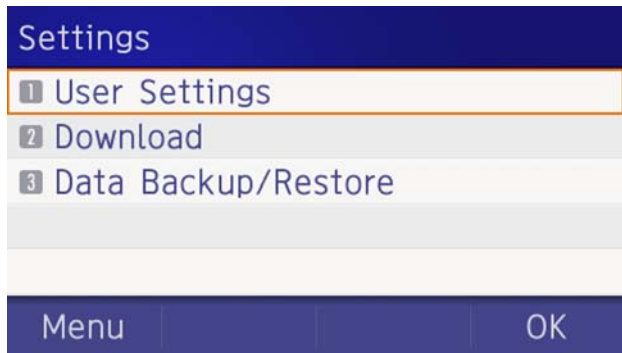 Settings
1 User Settings
2 Download
3 Data Backup/Restore
Menu OK